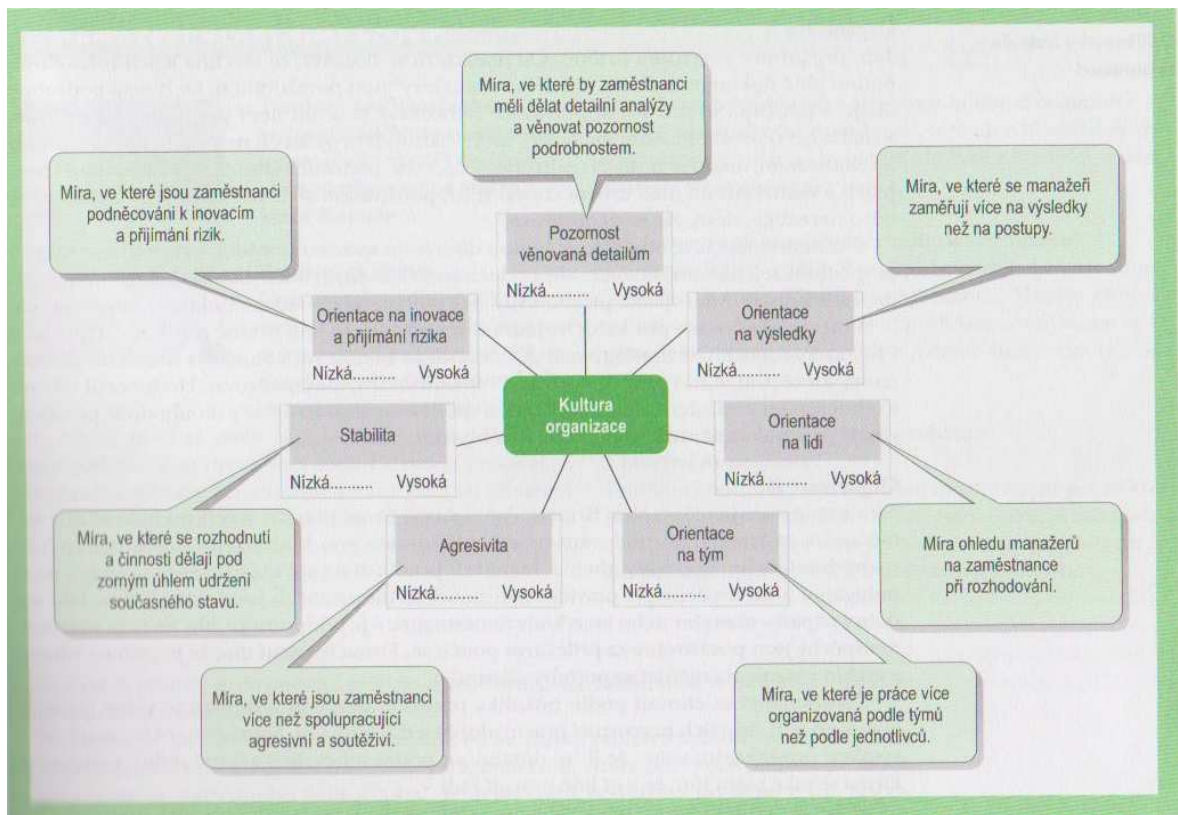 Míra, ve které by zaměstnanci
měli dělat detailní analýzy
a věnovat pozornost
podrobnostem.
Míra, ve které jsou zaměstnanci
podněcováni k inovacím
a přijímání rizik.
Míra, ve které se manažeři
zaměřují více na výsledky
než na postupy.
Pozornost
věnovaná detailům
Nízká.......... Vysoká
Orientace na inovace
a přijímání rizika
Nízká.......... Vysoká
Orientace
na výsledky
Nízká.......... Vysoká
Kultura
organizace
Stabilita
Nízká.......... Vysoká
Orientace
na lidi
Nízká.......... Vysoká
Agresivita
Nízká.......... Vysoká
Orientace
na tým
Nízká.......... Vysoká
Míra, ve které se rozhodnutí
a činnosti dělají pod
zorným úhlem udržení
současného stavu.
Míra ohledu manažerů
na zaměstnance
při rozhodování.
Míra, ve které jsou zaměstnanci
více než spolupracující
agresivní a soutěživí.
Míra, ve které je práce více
organizovaná podle týmů
než podle jednotlivců.